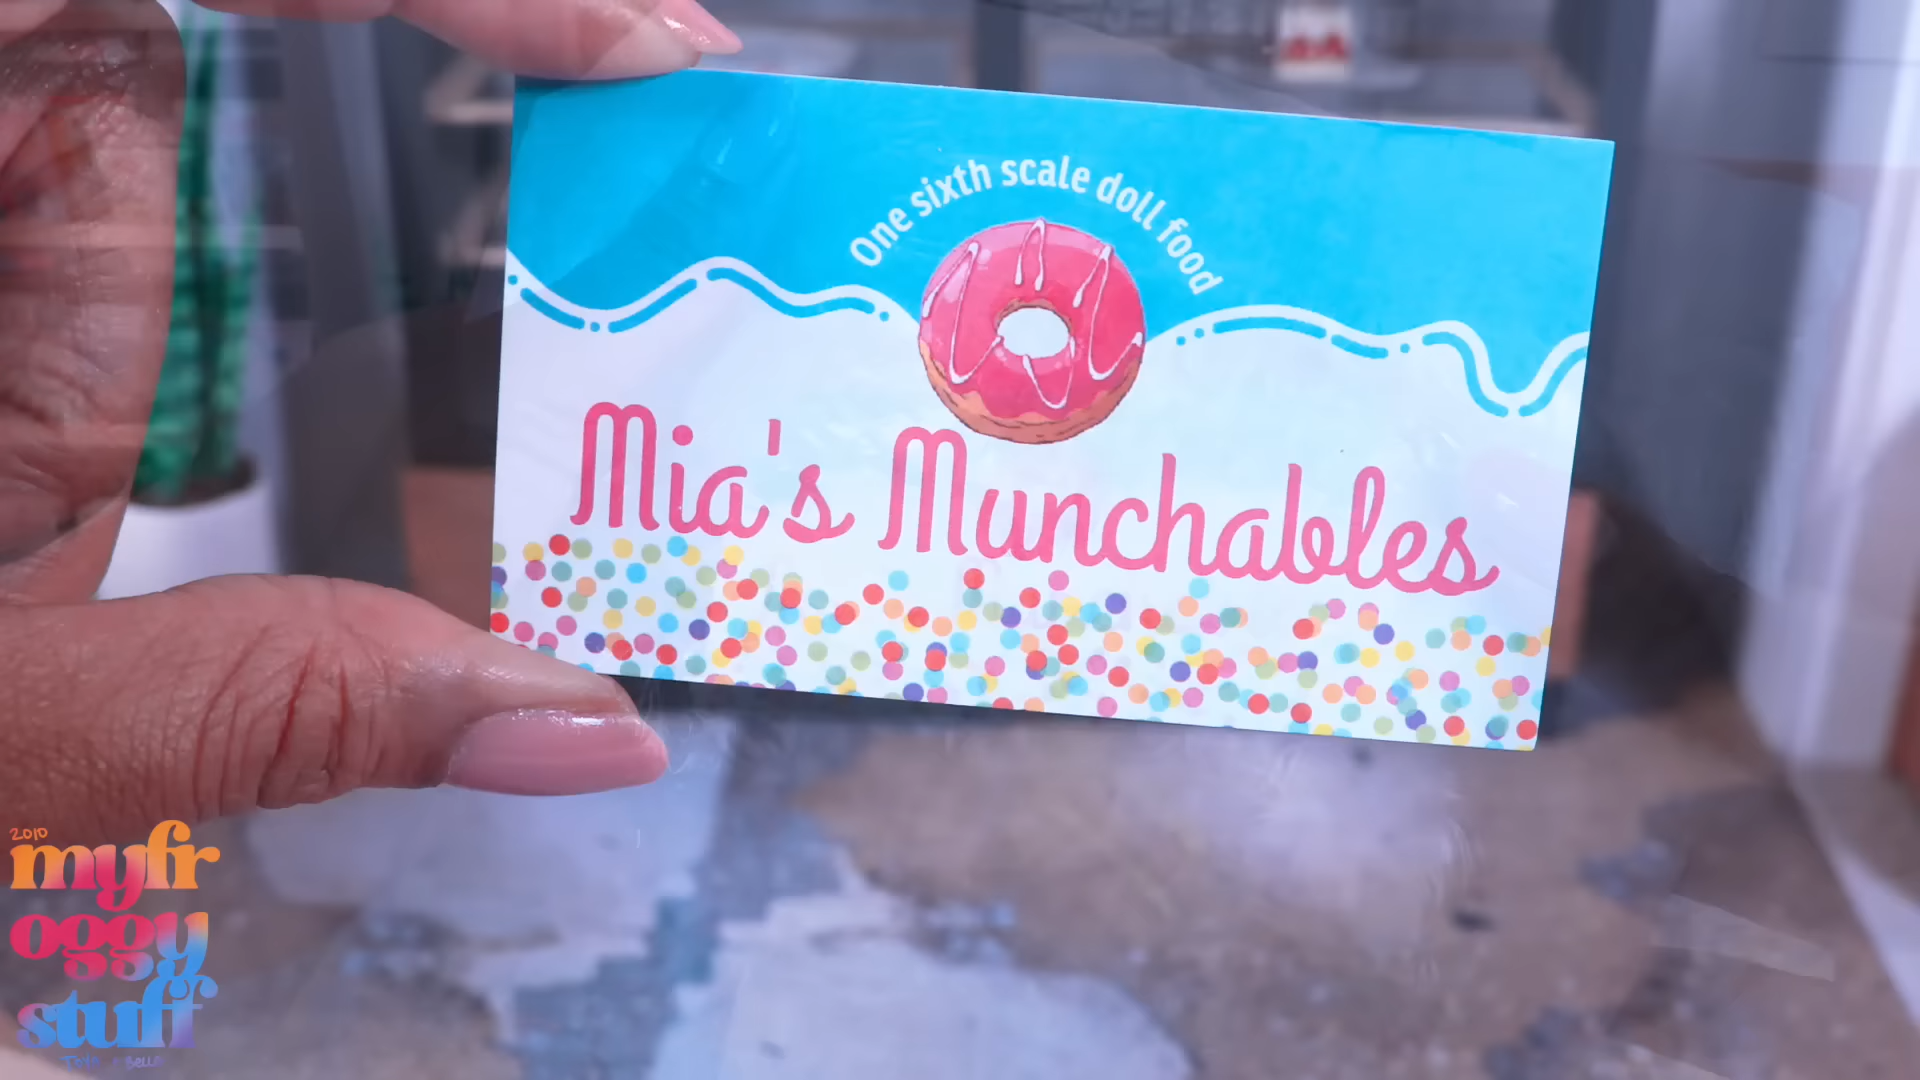 One sixth scale doll food
Mia's Munchables
2010
myfr
oggy
stuff